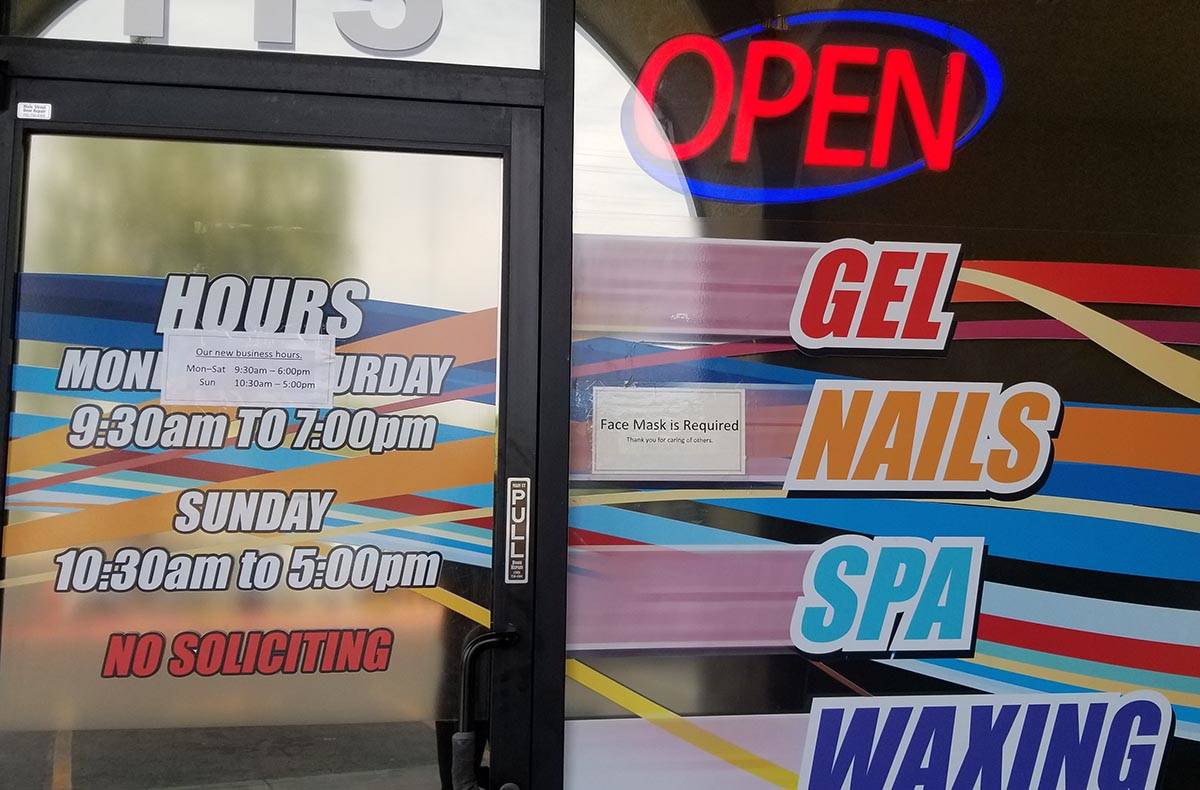 115
OPEN
HOURS
Our new business hours.
Mon–Sat 9:30am – 6:00pm
Sun 10:30am – 5:00pm
MON URDAY
9:30am TO 7:00pm
SUNDAY
10:30am to 5:00pm
NO SOLICITING
PULL
Face Mask is Required
Thank you for caring of others.
GEL
NAILS
SPA
WAXING